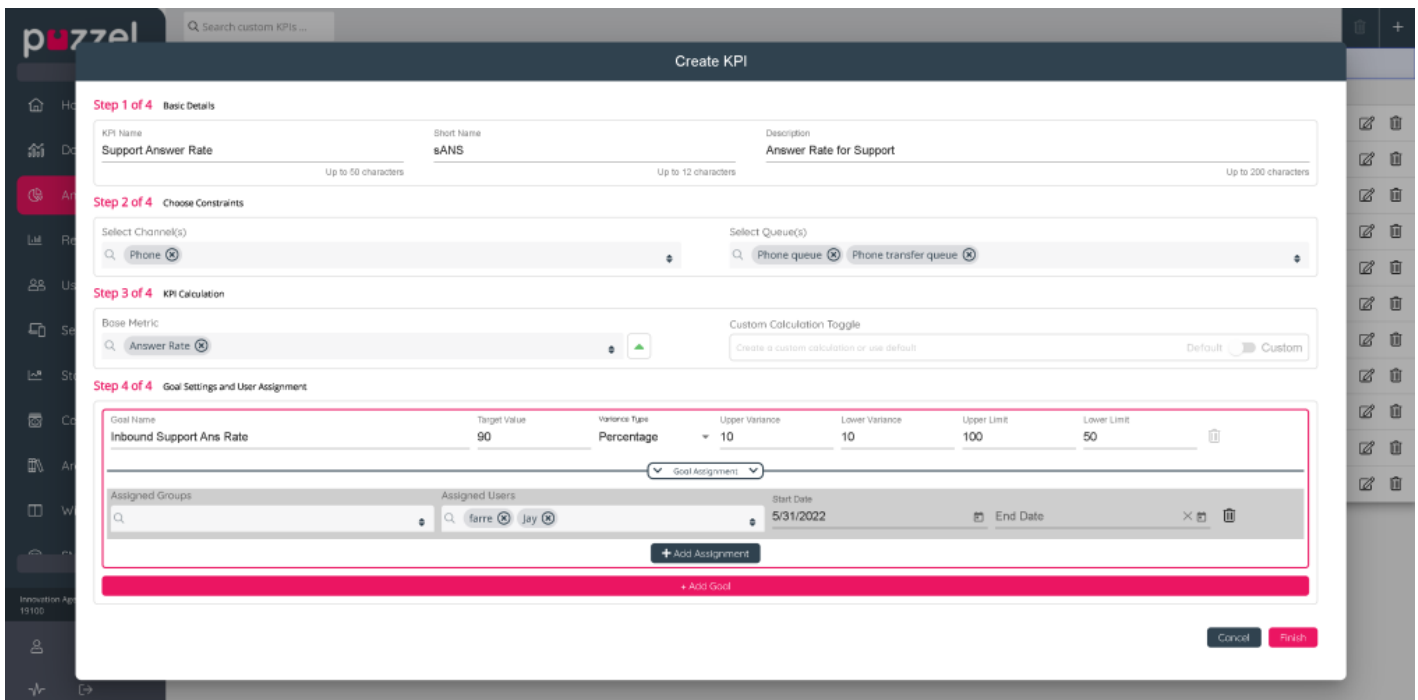 puzzel
Search custom KPIs ...
Create KPI
Step 1 of 4 Basic Details
KPI Name
Support Answer Rate
Up to 50 characters
Short Name
sANS
Up to 12 characters
Description
Answer Rate for Support
Up to 200 characters
Step 2 of 4 Choose Constraints
Select Channel(s)
Phone
Select Queue(s)
Phone queue Phone transfer queue
Step 3 of 4 KPI Calculation
Base Metric
Answer Rate
Custom Calculation Toggle
Create a custom calculation or use default
Default Custom
Step 4 of 4 Goal Settings and User Assignment
Goal Name
Inbound Support Ans Rate
Target Value
90
Variance Type
Percentage
Upper Variance
10
Lower Variance
10
Upper Limit
100
Lower Limit
50
Goal Assignment
Assigned Groups
Assigned Users
farre Jay
Start Date
5/31/2022
End Date
+ Add Assignment
+ Add Goal
Cancel Finish
Innovation
19100